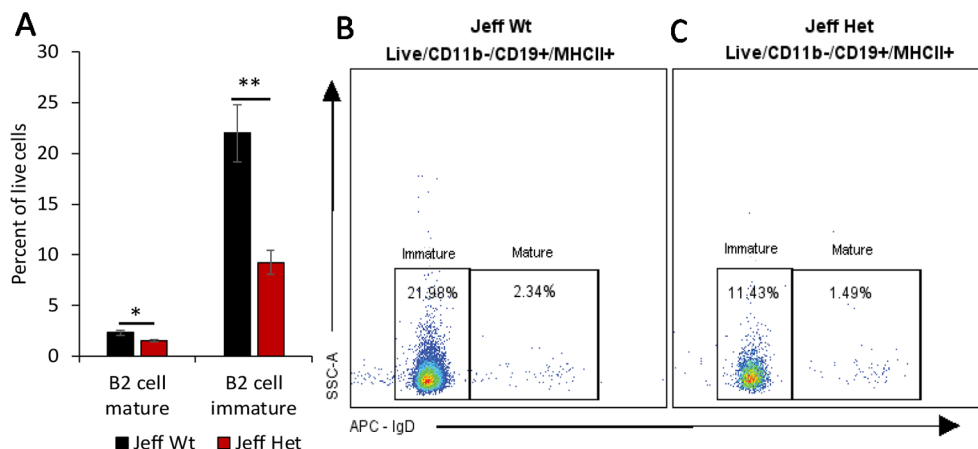 A
Percent of live cells
30
25
20
15
10
5
0
*
**
B2 cell
mature
B2 cell
immature
Jeff Wt
Jeff Het
B
Jeff Wt
Live/CD11b-/CD19+/MHCII+
Immature
Mature
21.98%
2.34%
SSC-A
APC - IgD
C
Jeff Het
Live/CD11b-/CD19+/MHCII+
Immature
Mature
11.43%
1.49%